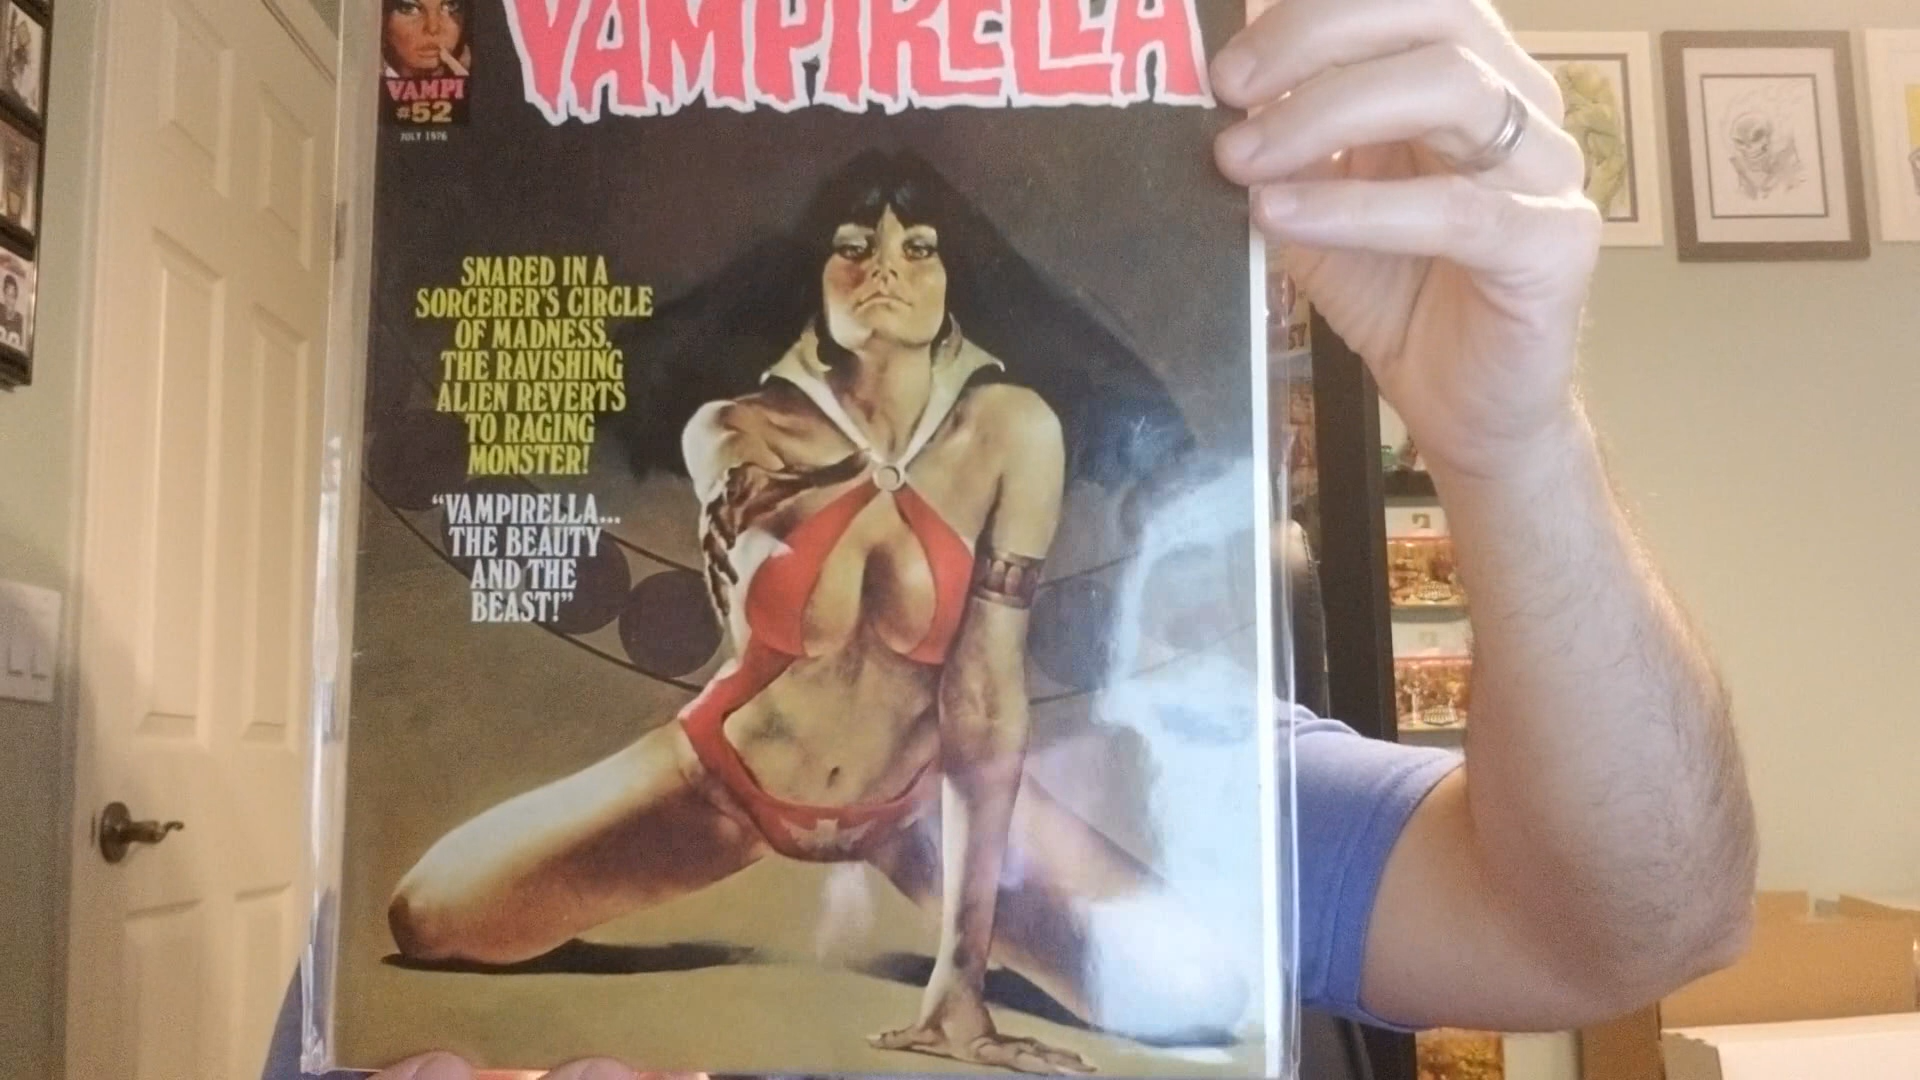 VAMPIRELLA
VAMPI
#52
JULY 1976
SNARED IN A
SORCERER'S CIRCLE
OF MADNESS,
THE RAVISHING
ALIEN REVERTS
TO RAGING
MONSTER!
“VAMPIRELLA...
THE BEAUTY
AND THE
BEAST!”
57